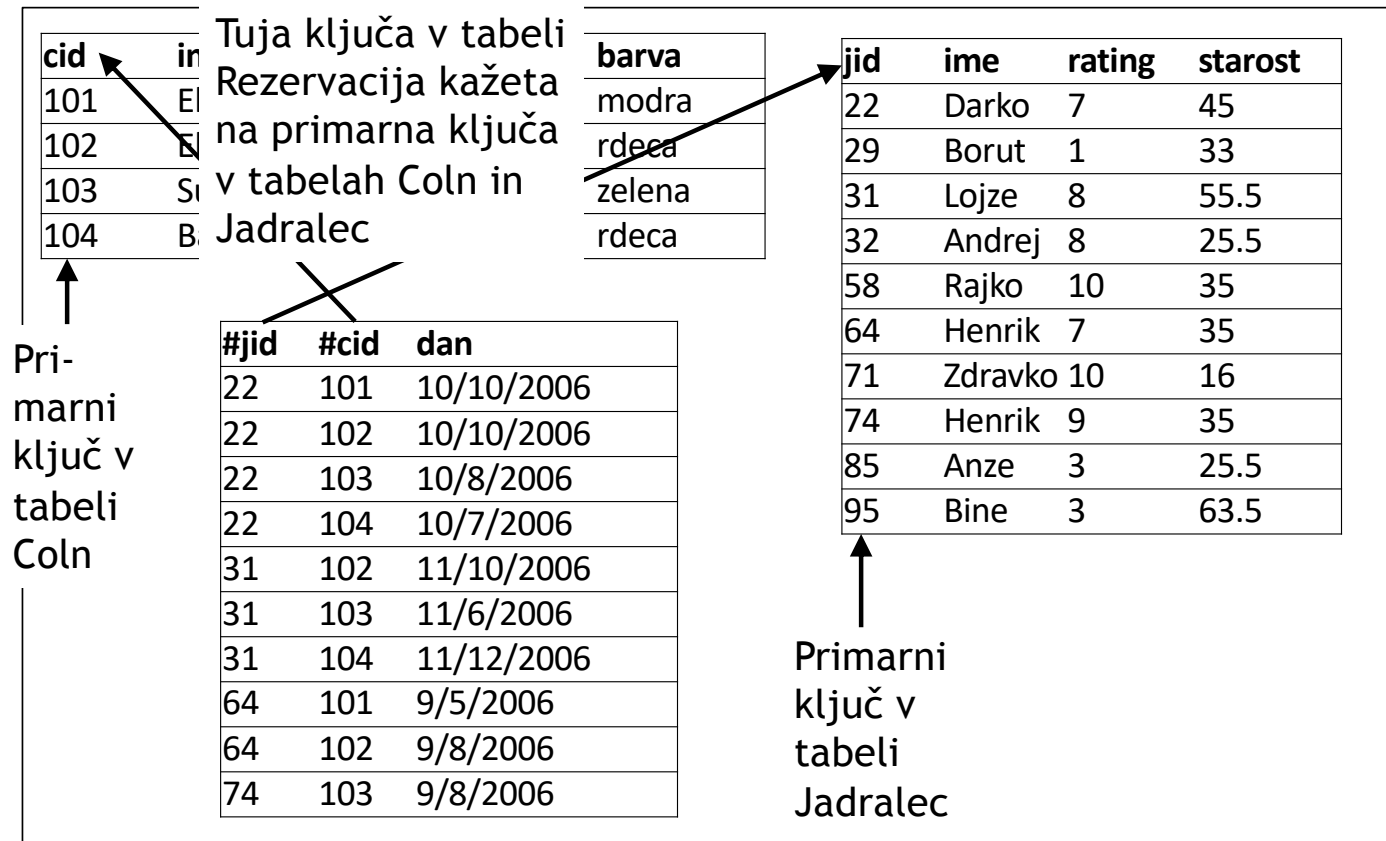 Tuja ključa v tabeli
Rezervacija kažeta
na primarna ključa
v tabelah Coln in
Jadralec
cid barva
101 modra
102 rdeca
103 zelena
104 rdeca
Pri-
marni
ključ v
tabeli
Coln
#jid #cid dan
22 101 10/10/2006
22 102 10/10/2006
22 103 10/8/2006
22 104 10/7/2006
31 102 11/10/2006
31 103 11/6/2006
31 104 11/12/2006
64 101 9/5/2006
64 102 9/8/2006
74 103 9/8/2006
jid ime rating starost
22 Darko 7 45
29 Borut 1 33
31 Lojze 8 55.5
32 Andrej 8 25.5
58 Rajko 10 35
64 Henrik 7 35
71 Zdravko 10 16
74 Henrik 9 35
85 Anze 3 25.5
95 Bine 3 63.5
Primarni
ključ v
tabeli
Jadralec